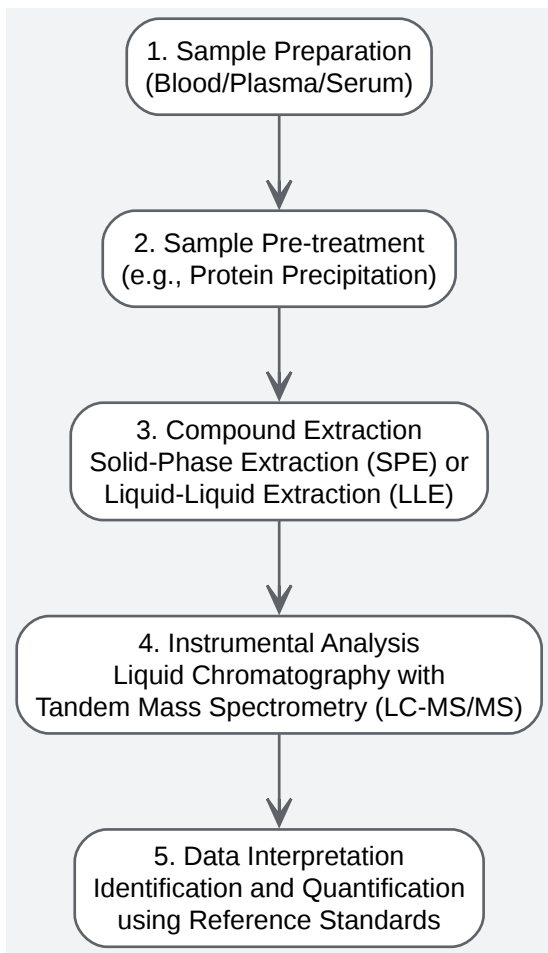 1. Sample Preparation
(Blood/Plasma/Serum)
2. Sample Pre-treatment
(e.g., Protein Precipitation)
3. Compound Extraction
Solid-Phase Extraction (SPE) or
Liquid-Liquid Extraction (LLE)
4. Instrumental Analysis
Liquid Chromatography with
Tandem Mass Spectrometry (LC-MS/MS)
5. Data Interpretation
Identification and Quantification
using Reference Standards